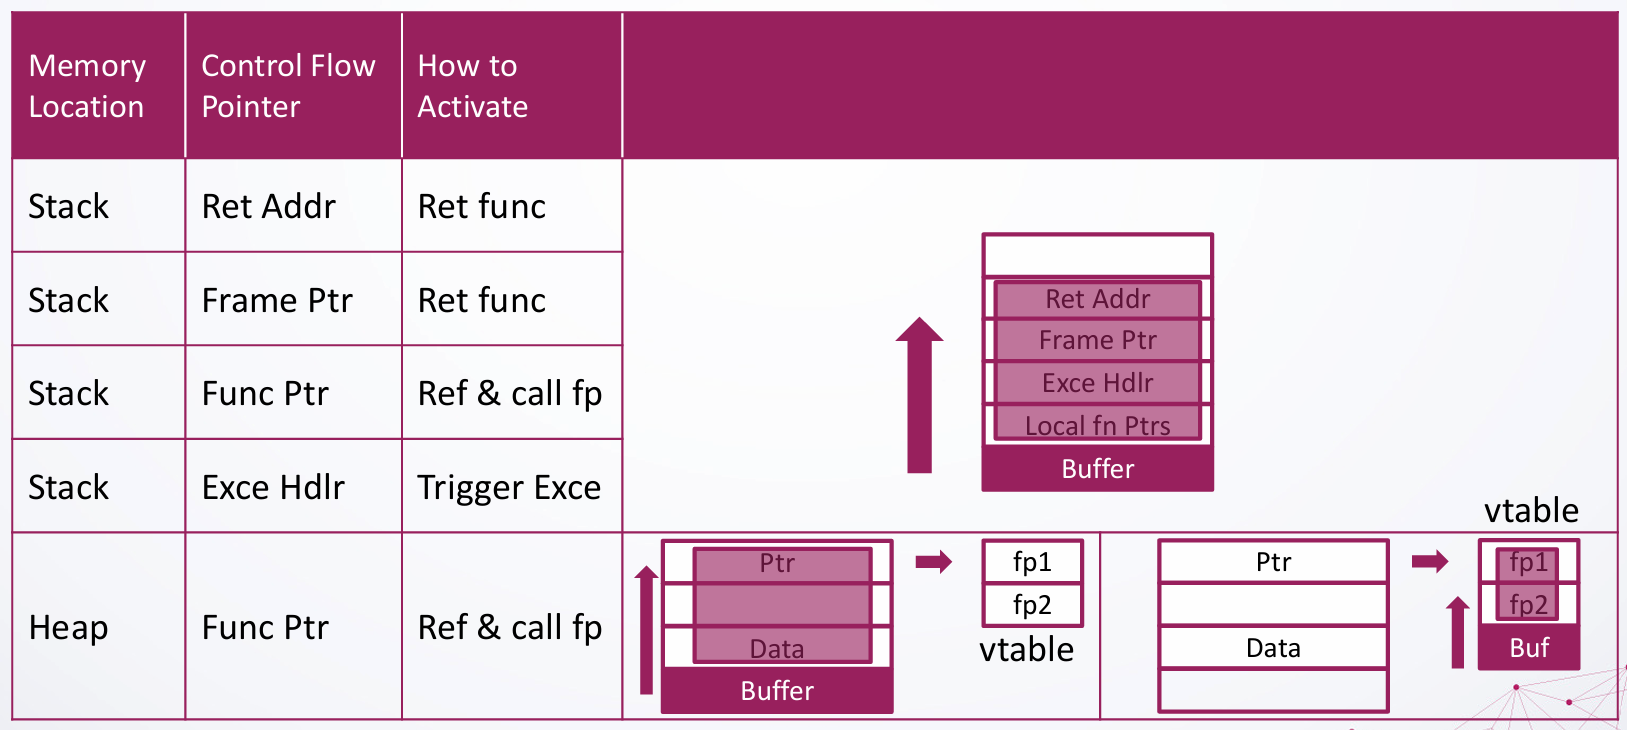 Memory
Location
Control Flow
Pointer
How to
Activate
Stack
Ret Addr
Ret func
Stack
Frame Ptr
Ret func
Stack
Func Ptr
Ref & call fp
Stack
Exce Hdlr
Trigger Exce
Ret Addr
Frame Ptr
Exce Hdlr
Local fn Ptrs
Buffer
Heap
Func Ptr
Ref & call fp
Ptr
Data
Buffer
fp1
fp2
vtable
Ptr
Data
vtable
fp1
fp2
Buf